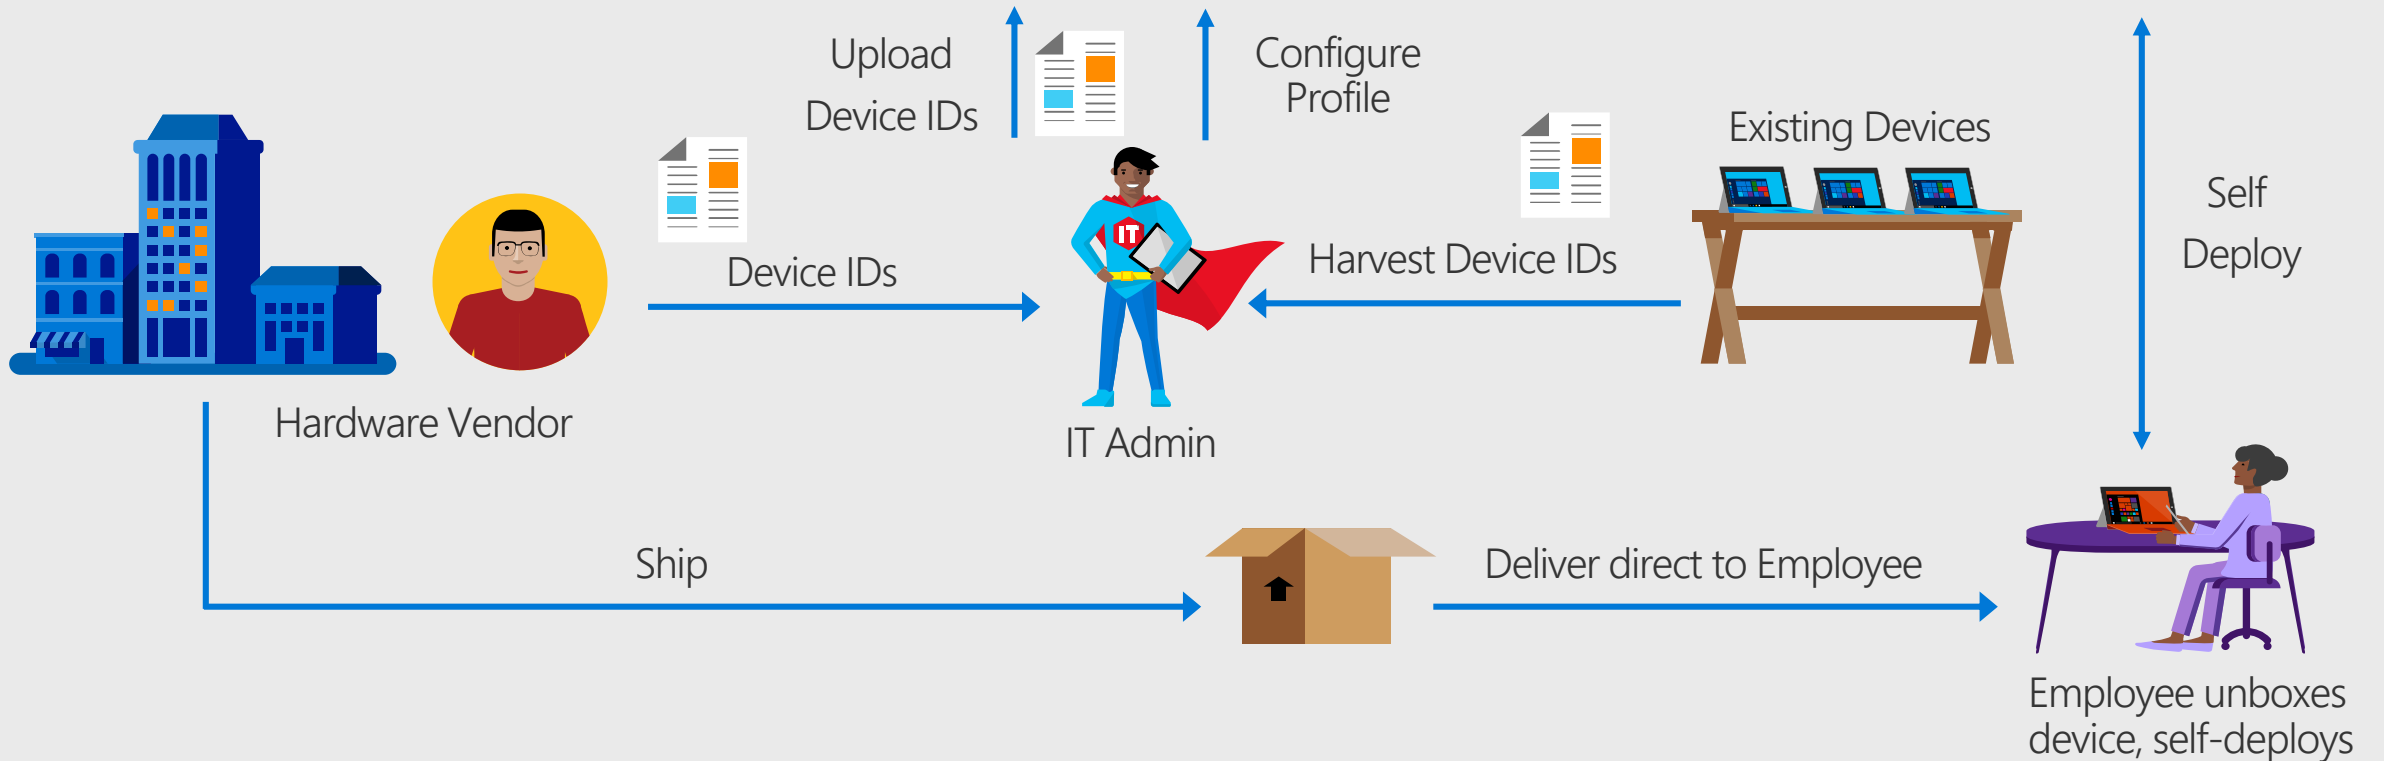 Upload
Device IDs
Configure
Profile
Existing Devices
Self
Deploy
IT
Device IDs
Harvest Device IDs
Hardware Vendor
IT Admin
Ship
Deliver direct to Employee
Employee unboxes
device, self-deploys